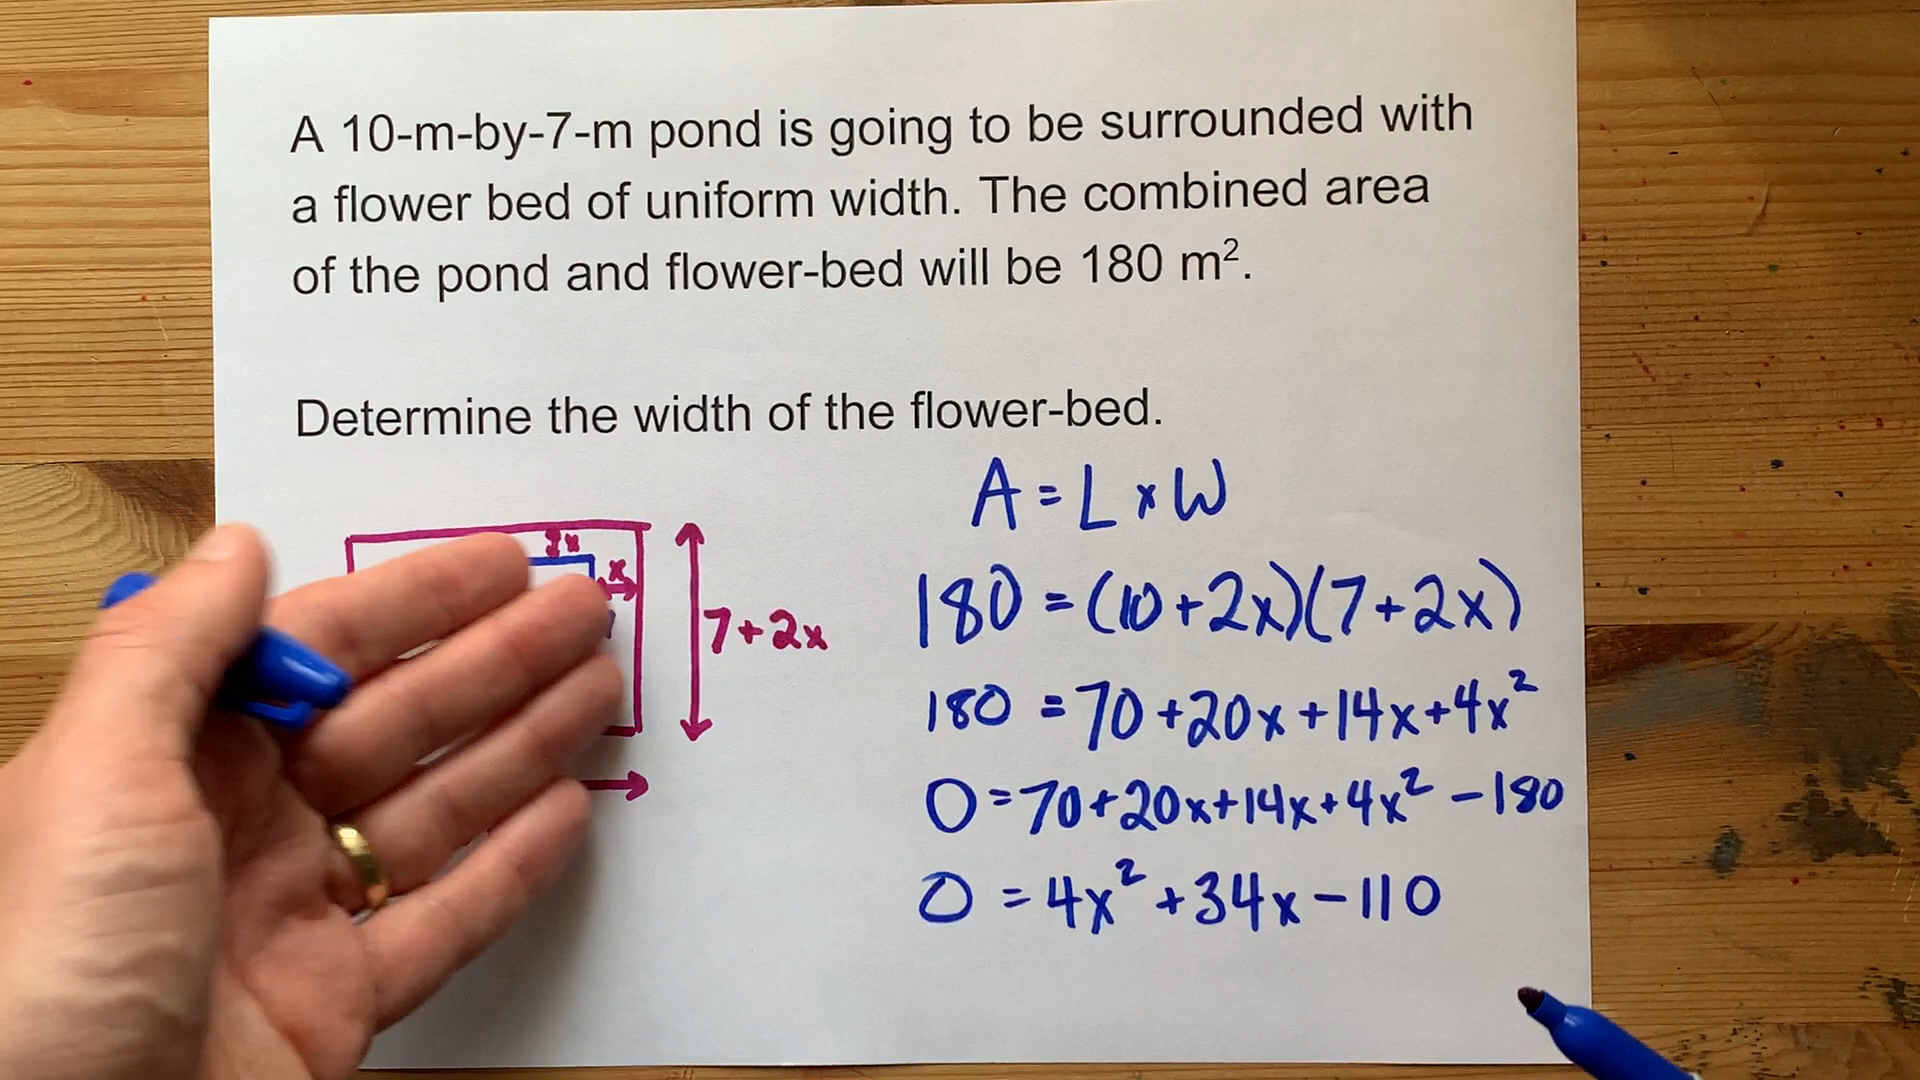 A 10-m-by-7-m pond is going to be surrounded with
a flower bed of uniform width. The combined area
of the pond and flower-bed will be 180 m².
Determine the width of the flower-bed.
x
x
7+2x
A = L x W
180 = (10+2x)(7+2x)
180 = 70+20x+14x+4x²
0 = 70+20x+14x+4x² -180
0 = 4x² +34x-110